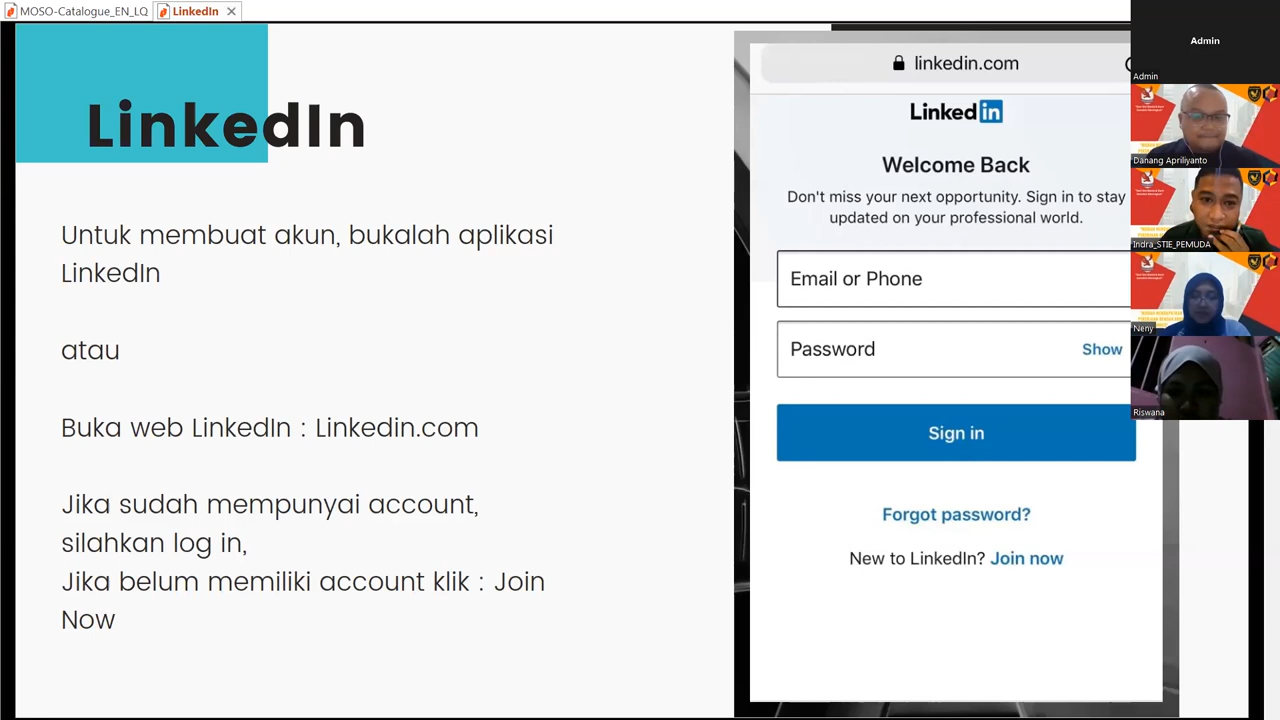 MOSO-Catalogue_EN_LQ
LinkedIn
LinkedIn
Untuk membuat akun, bukalah aplikasi
LinkedIn
atau
Buka web LinkedIn : Linkedin.com
Jika sudah mempunyai account,
silahkan log in,
Jika belum memiliki account klik : Join
Now
linkedin.com
Linked in
Welcome Back
Don't miss your next opportunity. Sign in to stay
updated on your professional world.
Email or Phone
Password Show
Sign in
Forgot password?
New to LinkedIn? Join now
Admin
Admin
Danang Apriliyanto
Indra_STIE_PEMUDA
Neny
Riswana